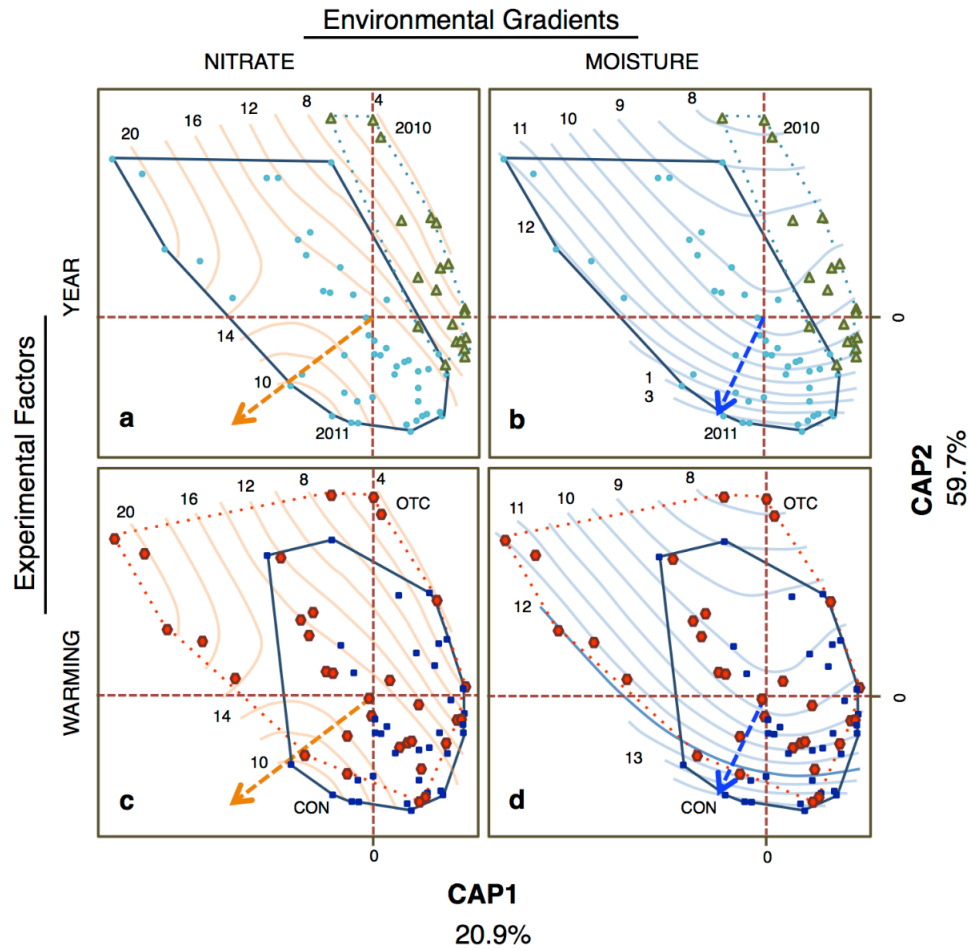 Environmental Gradients
NITRATE MOISTURE
20 16 12 8 4 2010
14
10
a 2011
11 10 9 8 2010
12
1
3
b 2011
YEAR
0
20 16 12 8 4 OTC
14
10
c CON
11 10 9 8 OTC
12
13
d CON
WARMING
0
Experimental Factors
CAP2
59.7%
0 0
CAP1
20.9%